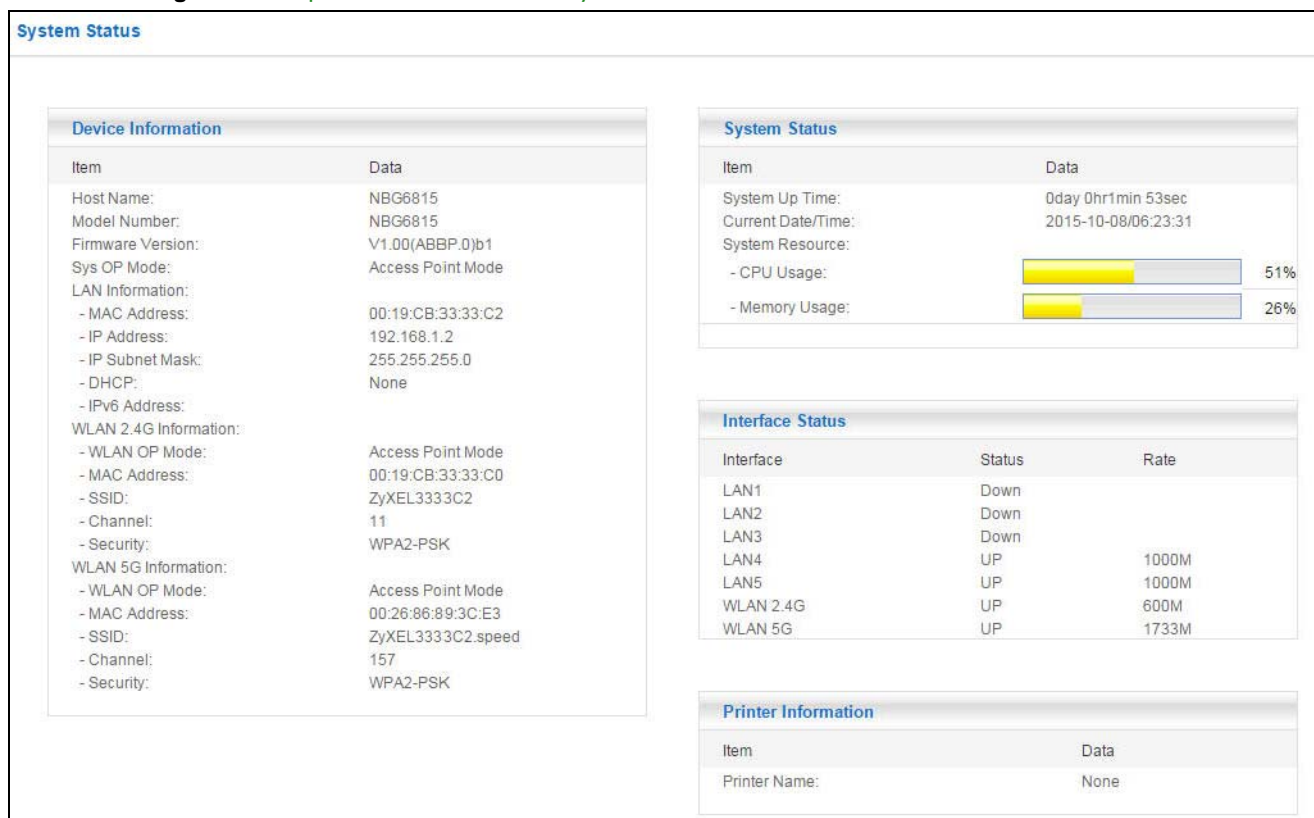 System Status
Device Information
Item Data
Host Name: NBG6815
Model Number: NBG6815
Firmware Version: V1.00(ABBP.0)b1
Sys OP Mode: Access Point Mode
LAN Information:
- MAC Address: 00:19:CB:33:33:C2
- IP Address: 192.168.1.2
- IP Subnet Mask: 255.255.255.0
- DHCP: None
- IPv6 Address:
WLAN 2.4G Information:
- WLAN OP Mode: Access Point Mode
- MAC Address: 00:19:CB:33:33:C0
- SSID: ZyXEL3333C2
- Channel: 11
- Security: WPA2-PSK
WLAN 5G Information:
- WLAN OP Mode: Access Point Mode
- MAC Address: 00:26:86:89:3C:E3
- SSID: ZyXEL3333C2.speed
- Channel: 157
- Security: WPA2-PSK
System Status
Item Data
System Up Time: 0day 0hr1min 53sec
Current Date/Time: 2015-10-08/06:23:31
System Resource:
- CPU Usage: 51%
- Memory Usage: 26%
Interface Status
Interface Status Rate
LAN1 Down
LAN2 Down
LAN3 Down
LAN4 UP 1000M
LAN5 UP 1000M
WLAN 2.4G UP 600M
WLAN 5G UP 1733M
Printer Information
Item Data
Printer Name: None